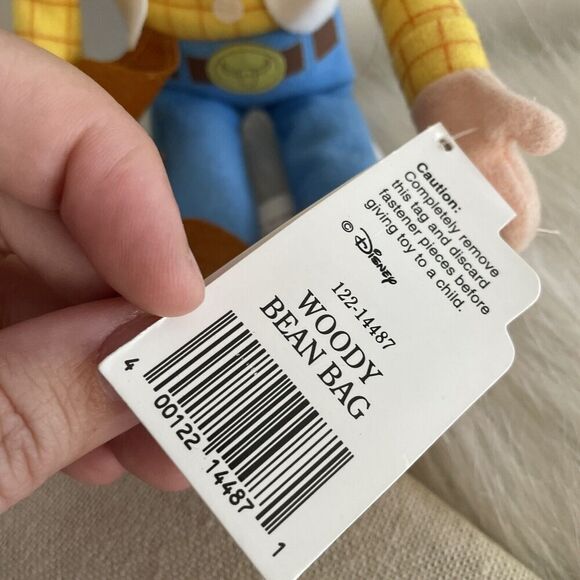 Caution:
Completely remove
this tag and discard
fastener pieces before
giving toy to a child.
© Disney
122-14487
WOODY
BEAN BAG
4 00122 14487 1